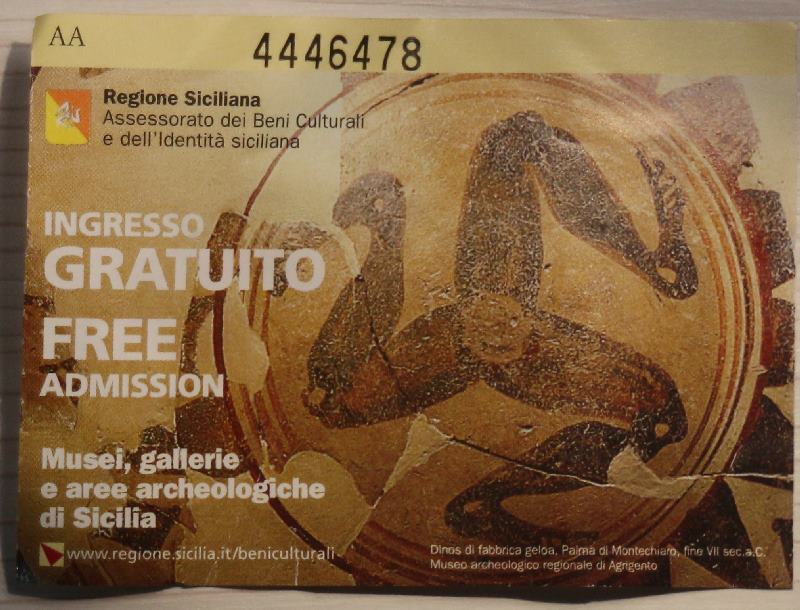 AA
4446478
Regione Siciliana
Assessorato dei Beni Culturali
e dell'Identità siciliana
INGRESSO
GRATUITO
FREE
ADMISSION
Musei, gallerie
e aree archeologiche
di Sicilia
www.regione.sicilia.it/beniculturali
Dinos di fabbrica geloa, Palma di Montechiaro, fine VII sec.a.C.
Museo archeologico regionale di Agrigento